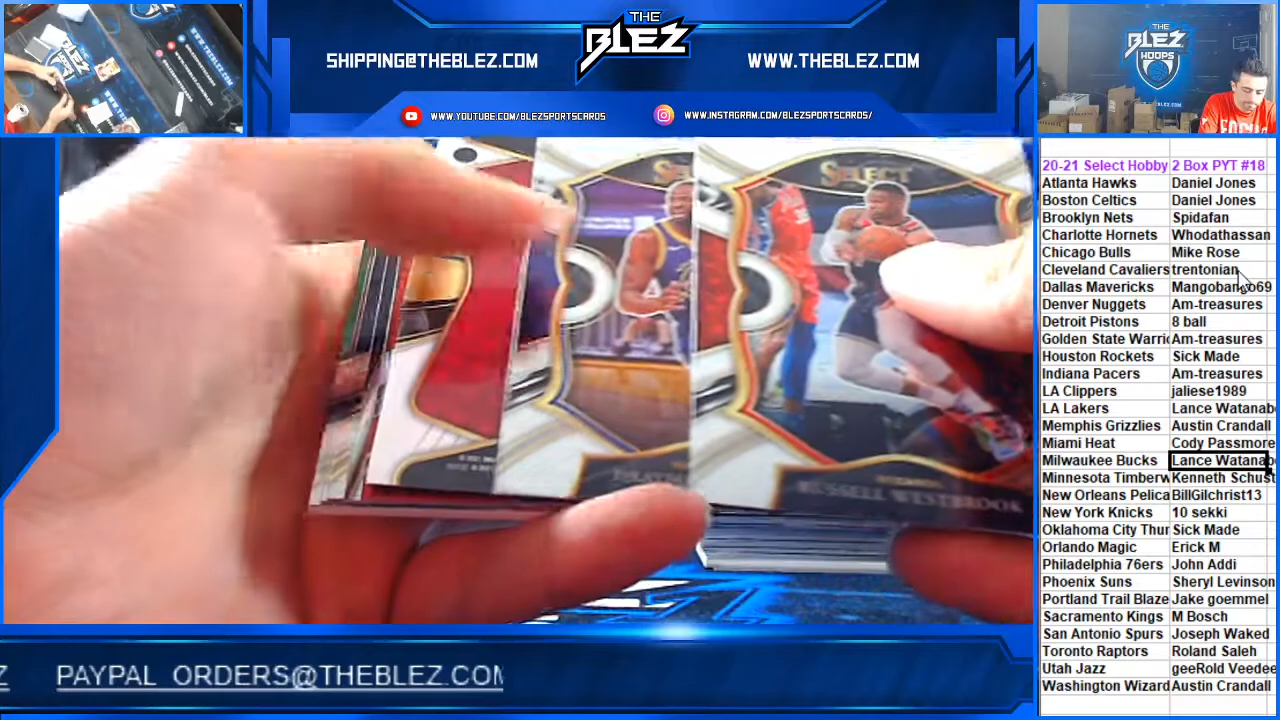 THE
BLEZ
SHIPPING@THEBLEZ.COM
WWW.THEBLEZ.COM
WWW.YOUTUBE.COM/BLEZSPORTSCARDS
WWW.INSTAGRAM.COM/BLEZSPORTSCARDS/
THE
BLEZ
HOOPS
SELECT
RUSSELL WESTBROOK
PAYPAL ORDERS@THEBLEZ.COM
20-21 Select Hobby 2 Box PYT #18
Atlanta Hawks Daniel Jones
Boston Celtics Daniel Jones
Brooklyn Nets Spidafan
Charlotte Hornets Whodathassan
Chicago Bulls Mike Rose
Cleveland Cavaliers trentonian
Dallas Mavericks
Denver Nuggets Am-treasures
Detroit Pistons 8 ball
Golden State Warri Am-treasures
Houston Rockets Sick Made
Indiana Pacers Am-treasures
LA Clippers jaliese1989
LA Lakers Lance Watanab
Memphis Grizzlies Austin Crandall
Miami Heat Cody Passmore
Milwaukee Bucks Lance Watana
Minnesota Timberw Kenneth Schust
New Orleans Pelica BillGilchrist13
New York Knicks 10 sekki
Oklahoma City Thun Sick Made
Orlando Magic Erick M
Philadelphia 76ers John Addi
Phoenix Suns Sheryl Levinson
Portland Trail Blaze Jake goemmel
Sacramento Kings M Bosch
San Antonio Spurs Joseph Waked
Toronto Raptors Roland Saleh
Utah Jazz geeRold Veedee
Washington Wizard Austin Crandall